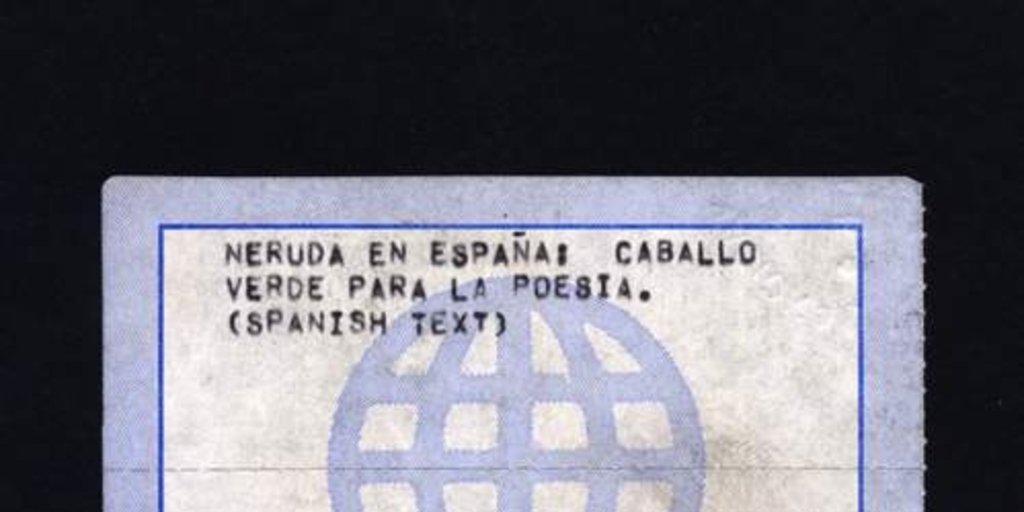 NERUDA EN ESPAÑA: CABALLO
VERDE PARA LA POESIA.
(SPANISH TEXT)